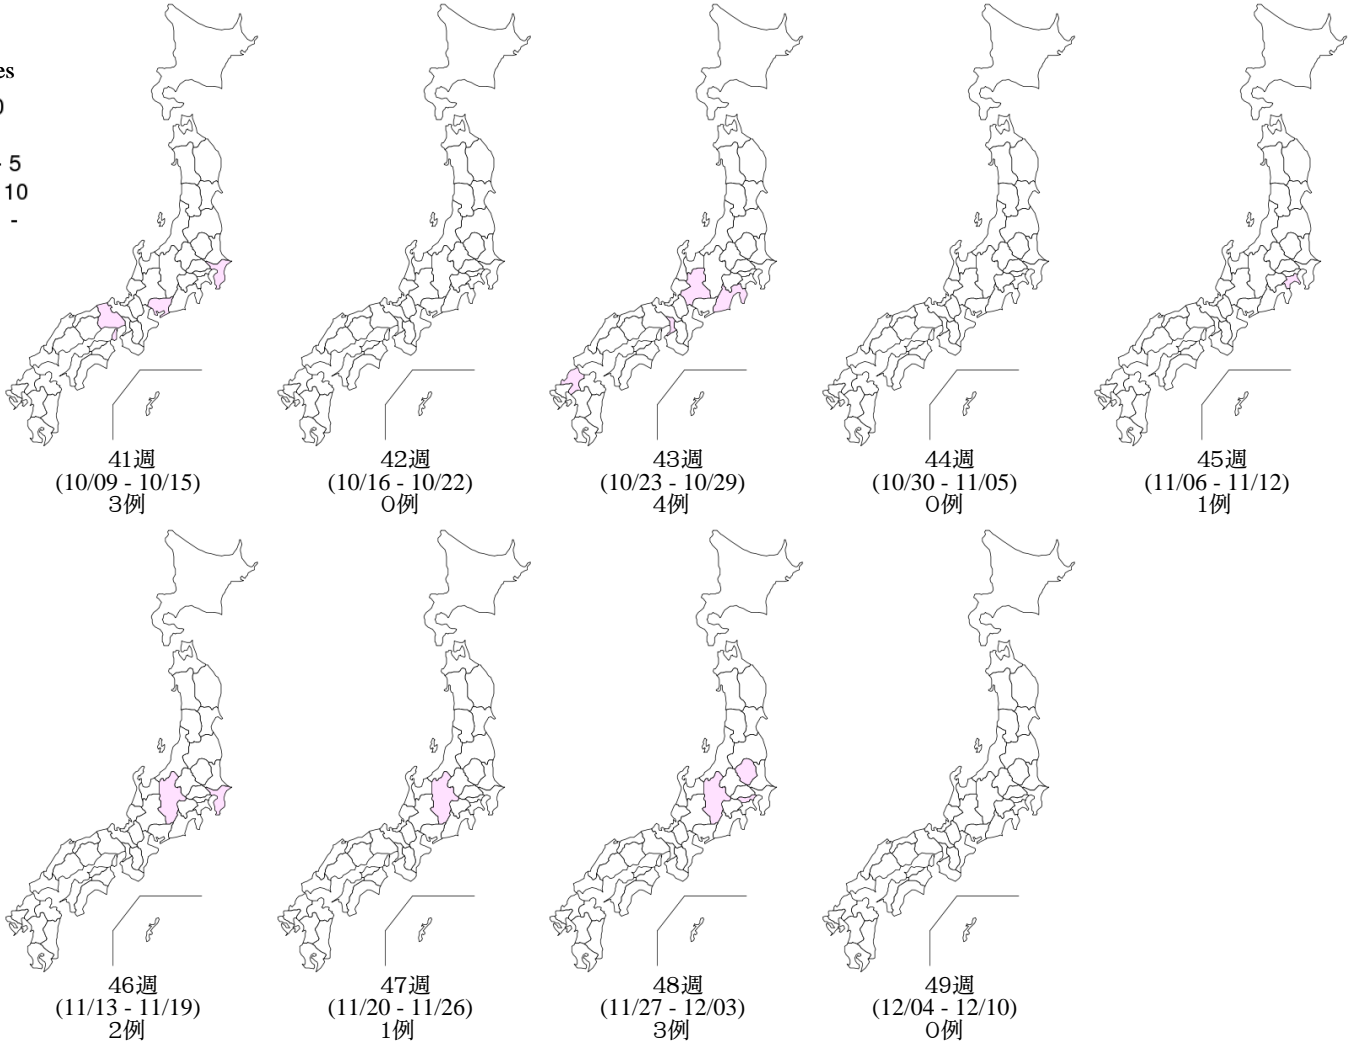 es
0
- 5
10
-
41週
(10/09 - 10/15)
3例
42週
(10/16 - 10/22)
0例
43週
(10/23 - 10/29)
4例
44週
(10/30 - 11/05)
0例
45週
(11/06 - 11/12)
1例
46週
(11/13 - 11/19)
2例
47週
(11/20 - 11/26)
1例
48週
(11/27 - 12/03)
3例
49週
(12/04 - 12/10)
0例